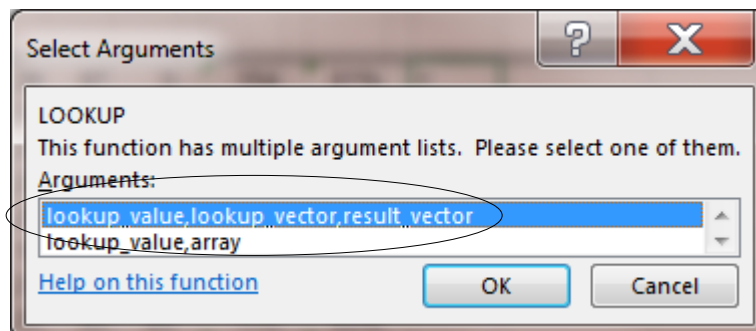 Select Arguments
LOOKUP
This function has multiple argument lists. Please select one of them.
Arguments:
lookup_value,lookup_vector,result_vector
lookup_value,array
Help on this function
OK
Cancel